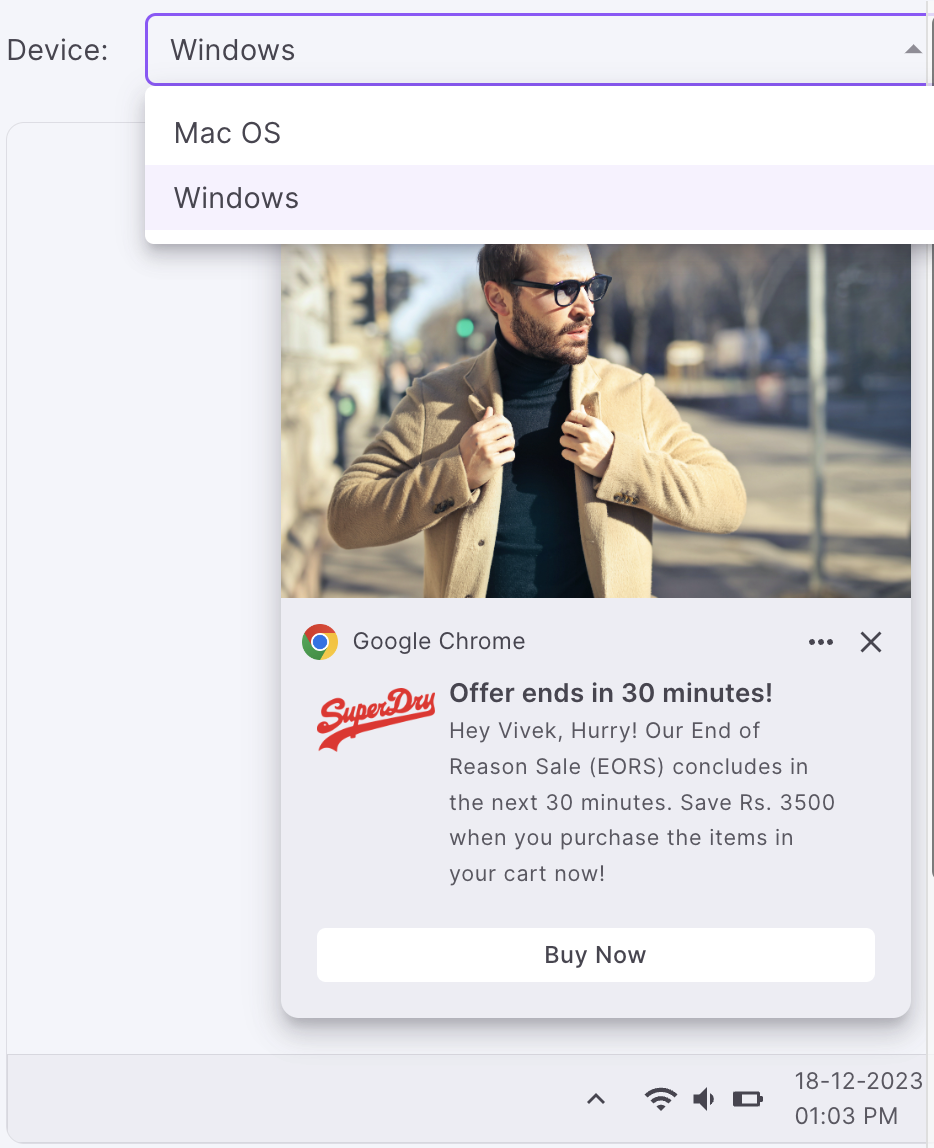 Device:
Windows
Mac OS
Windows
Google Chrome
SuperDry
Offer ends in 30 minutes!
Hey Vivek, Hurry! Our End of
Reason Sale (EORS) concludes in
the next 30 minutes. Save Rs. 3500
when you purchase the items in
your cart now!
Buy Now
18-12-2023
01:03 PM